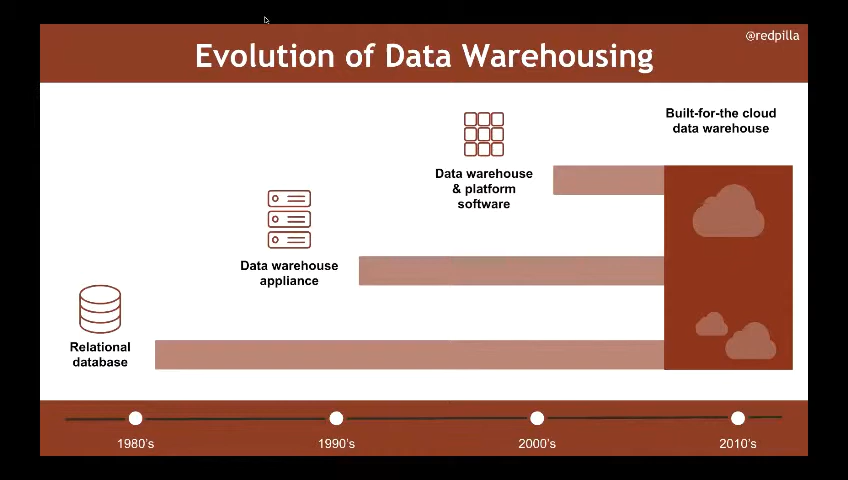 @redpilla
Evolution of Data Warehousing
Built-for-the cloud
data warehouse
Data warehouse
& platform
software
Data warehouse
appliance
Relational
database
1980's
1990's
2000's
2010's